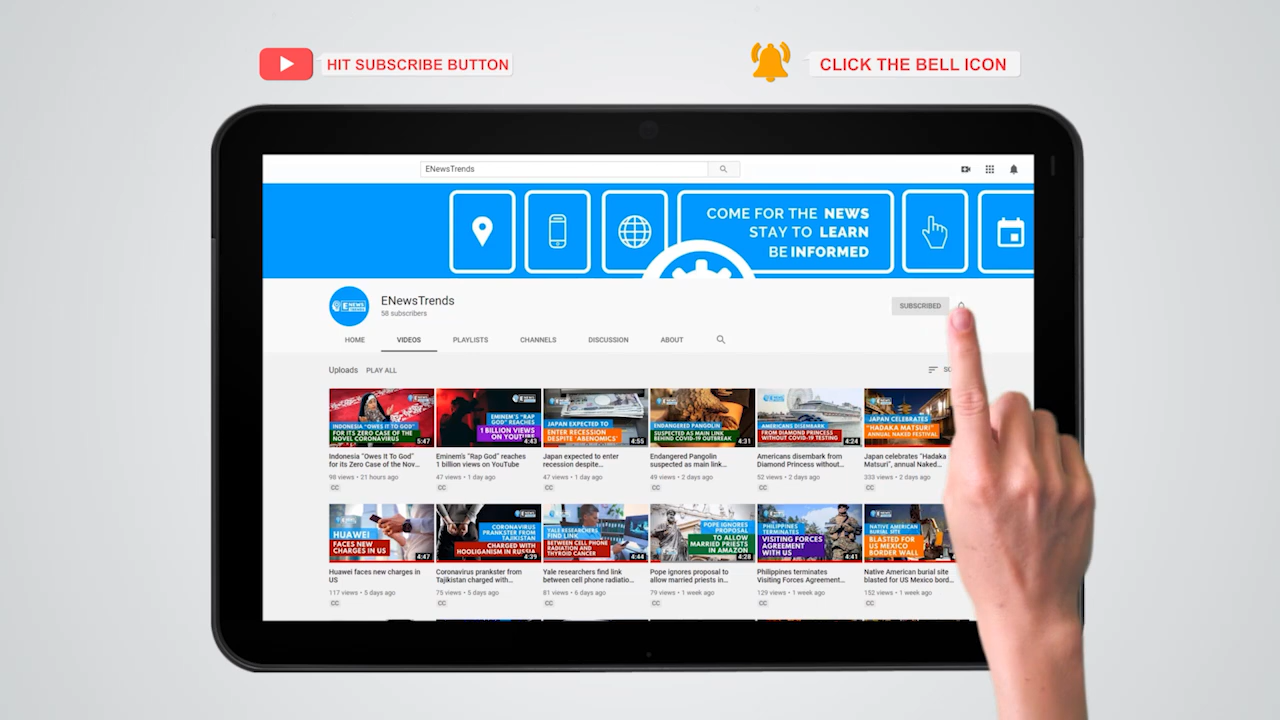 HIT SUBSCRIBE BUTTON
CLICK THE BELL ICON
ENewsTrends
COME FOR THE NEWS
STAY TO LEARN
BE INFORMED
ENewsTrends
58 subscribers
SUBSCRIBED
HOME VIDEOS PLAYLISTS CHANNELS DISCUSSION ABOUT
Uploads PLAY ALL
INDONESIA "OWES IT TO GOD"
FOR ITS ZERO CASE OF THE
NOVEL CORONAVIRUS
5:47
Indonesia "Owes It To God"
for its Zero Case of the Nov...
98 views • 21 hours ago
CC
EMINEM'S "RAP
GOD" REACHES
1 BILLION VIEWS
ON YOUTUBE
4:43
Eminem's "Rap God" reaches
1 billion views on YouTube
47 views • 1 day ago
CC
JAPAN EXPECTED TO
ENTER RECESSION
DESPITE 'ABENOMICS'
4:55
Japan expected to enter
recession despite...
47 views • 1 day ago
CC
ENDANGERED PANGOLIN
SUSPECTED AS MAIN LINK
BEHIND COVID-19 OUTBREAK
4:31
Endangered Pangolin
suspected as main link...
49 views • 2 days ago
CC
AMERICANS DISEMBARK
FROM DIAMOND PRINCESS
WITHOUT COVID-19 TESTING
4:24
Americans disembark from
Diamond Princess without...
52 views • 2 days ago
CC
JAPAN CELEBRATES
"HADAKA MATSURI"
ANNUAL NAKED FESTIVAL
Japan celebrates "Hadaka
Matsuri", annual Naked...
333 views • 2 days ago
CC
HUAWEI
FACES NEW
CHARGES IN US
4:47
Huawei faces new charges in
US
117 views • 5 days ago
CC
CORONAVIRUS
PRANKSTER FROM
TAJIKISTAN
CHARGED WITH
HOOLIGANISM IN RUSSIA
4:39
Coronavirus prankster from
Tajikistan charged with...
75 views • 6 days ago
CC
YALE RESEARCHERS
FIND LINK
BETWEEN CELL PHONE
RADIATION AND
THYROID CANCER
4:44
Yale researchers find link
between cell phone radiatio...
81 views • 6 days ago
CC
POPE IGNORES
PROPOSAL
TO ALLOW
MARRIED PRIESTS
IN AMAZON
4:28
Pope ignores proposal to
allow married priests in...
79 views • 1 week ago
CC
PHILIPPINES
TERMINATES
VISITING FORCES
AGREEMENT
WITH US
4:41
Philippines terminates
Visiting Forces Agreement...
129 views • 1 week ago
CC
NATIVE AMERICAN
BURIAL SITE
BLASTED FOR
US MEXICO
BORDER WALL
Native American burial site
blasted for US Mexico bord...
152 views • 1 week ago
CC